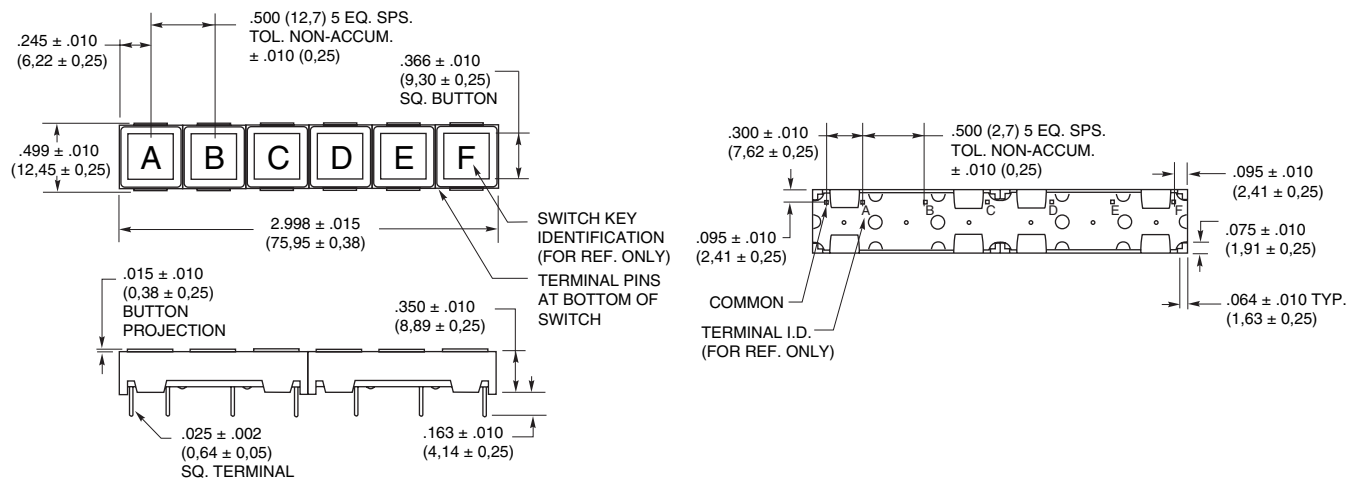 .500 (12,7) 5 EQ. SPS.
TOL. NON-ACCUM.
± .010 (0,25)
.245 ± .010
(6,22 ± 0,25)
.366 ± .010
(9,30 ± 0,25)
SQ. BUTTON
.499 ± .010
(12,45 ± 0,25)
A B C D E F
2.998 ± .015
(75,95 ± 0,38)
SWITCH KEY
IDENTIFICATION
(FOR REF. ONLY)
TERMINAL PINS
AT BOTTOM OF
SWITCH
.015 ± .010
(0,38 ± 0,25)
BUTTON
PROJECTION
.350 ± .010
(8,89 ± 0,25)
.025 ± .002
(0,64 ± 0,05)
SQ. TERMINAL
.163 ± .010
(4,14 ± 0,25)
.300 ± .010
(7,62 ± 0,25)
.500 (2,7) 5 EQ. SPS.
TOL. NON-ACCUM.
± .010 (0,25)
.095 ± .010
(2,41 ± 0,25)
A B C D E F
.095 ± .010
(2,41 ± 0,25)
.075 ± .010
(1,91 ± 0,25)
COMMON
TERMINAL I.D.
(FOR REF. ONLY)
.064 ± .010 TYP.
(1,63 ± 0,25)